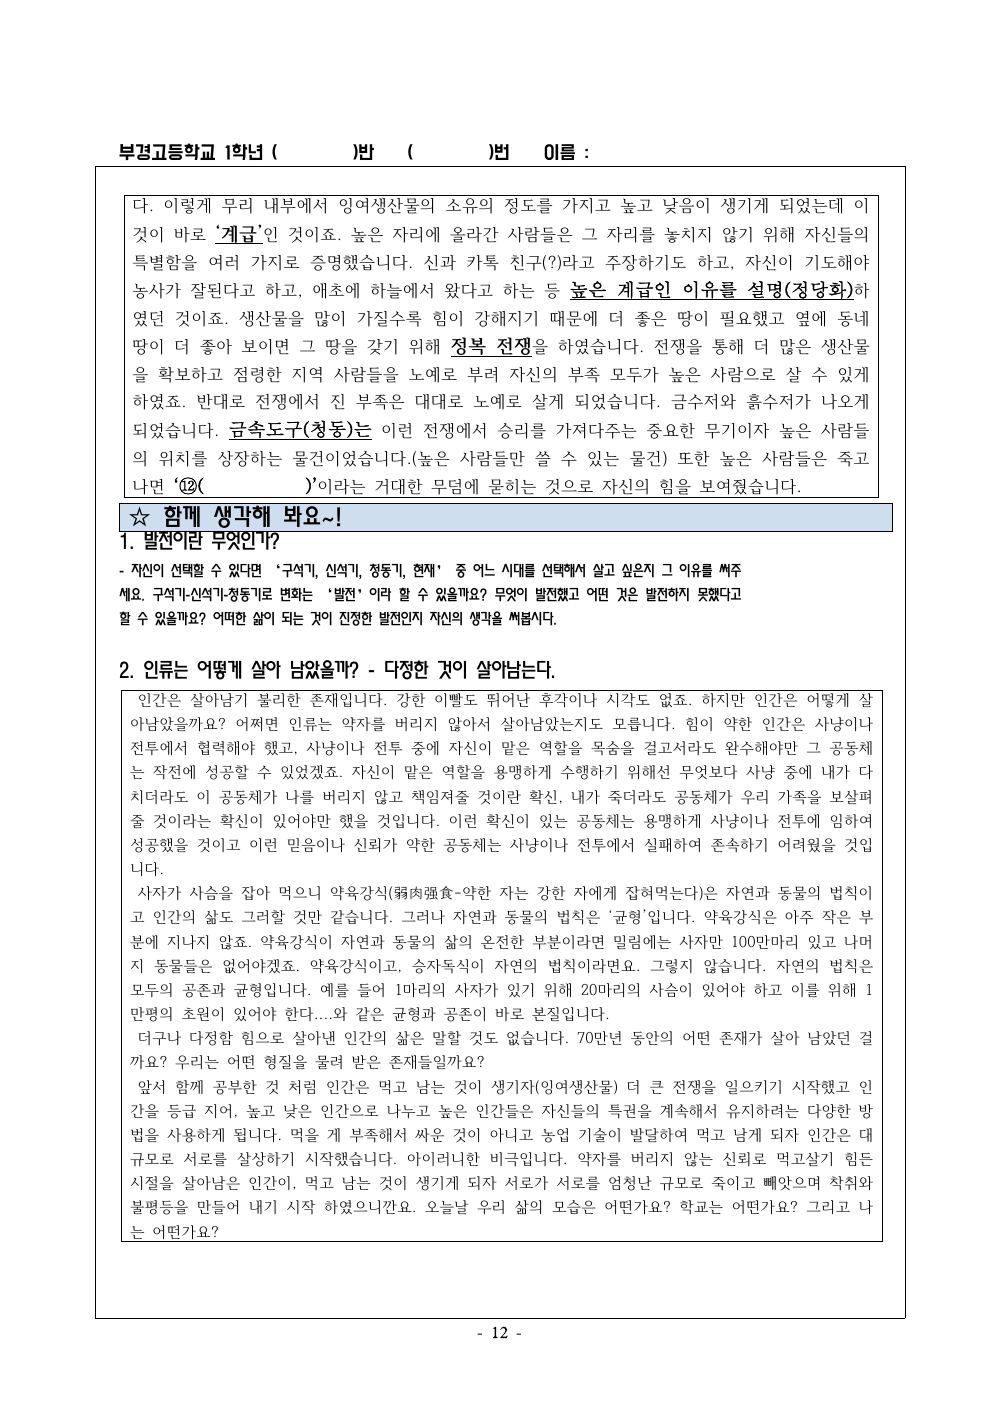 부경고등학교 1학년 (          )반    (          )번    이름 :
다. 이렇게 무리 내부에서 잉여생산물의 소유의 정도를 가지고 높고 낮음이 생기게 되었는데 이
것이 바로 ‘계급’인 것이죠. 높은 자리에 올라간 사람들은 그 자리를 놓치지 않기 위해 자신들의
특별함을 여러 가지로 증명했습니다. 신과 카톡 친구(?)라고 주장하기도 하고, 자신이 기도해야
농사가 잘된다고 하고, 애초에 하늘에서 왔다고 하는 등 높은 계급인 이유를 설명(정당화)하
였던 것이죠. 생산물을 많이 가질수록 힘이 강해지기 때문에 더 좋은 땅이 필요했고 옆에 동네
땅이 더 좋아 보이면 그 땅을 갖기 위해 정복 전쟁을 하였습니다. 전쟁을 통해 더 많은 생산물
을 확보하고 점령한 지역 사람들을 노예로 부려 자신의 부족 모두가 높은 사람으로 살 수 있게
하였죠. 반대로 전쟁에서 진 부족은 대대로 노예로 살게 되었습니다. 금수저와 흙수저가 나오게
되었습니다. 금속도구(청동)는 이런 전쟁에서 승리를 가져다주는 중요한 무기이자 높은 사람들
의 위치를 상장하는 물건이었습니다.(높은 사람들만 쓸 수 있는 물건) 또한 높은 사람들은 죽고
나면 ‘⑫(          )’이라는 거대한 무덤에 묻히는 것으로 자신의 힘을 보여줬습니다.
☆ 함께 생각해 봐요~!
1. 발전이란 무엇인가?
- 자신이 선택할 수 있다면 ‘구석기, 신석기, 청동기, 현재’ 중 어느 시대를 선택해서 살고 싶은지 그 이유를 써주
세요. 구석기-신석기-청동기로 변화는 ‘발전’이라 할 수 있을까요? 무엇이 발전했고 어떤 것은 발전하지 못했다고
할 수 있을까요? 어떠한 삶이 되는 것이 진정한 발전인지 자신의 생각을 써봅시다.
2. 인류는 어떻게 살아 남았을까? - 다정한 것이 살아남는다.
인간은 살아남기 불리한 존재입니다. 강한 이빨도 뛰어난 후각이나 시각도 없죠. 하지만 인간은 어떻게 살
아남았을까요? 어쩌면 인류는 약자를 버리지 않아서 살아남았는지도 모릅니다. 힘이 약한 인간은 사냥이나
전투에서 협력해야 했고, 사냥이나 전투 중에 자신이 맡은 역할을 목숨을 걸고서라도 완수해야만 그 공동체
는 작전에 성공할 수 있었겠죠. 자신이 맡은 역할을 용맹하게 수행하기 위해선 무엇보다 사냥 중에 내가 다
치더라도 이 공동체가 나를 버리지 않고 책임져줄 것이란 확신, 내가 죽더라도 공동체가 우리 가족을 보살펴
줄 것이라는 확신이 있어야만 했을 것입니다. 이런 확신이 있는 공동체는 용맹하게 사냥이나 전투에 임하여
성공했을 것이고 이런 믿음이나 신뢰가 약한 공동체는 사냥이나 전투에서 실패하여 존속하기 어려웠을 것입
니다.
사자가 사슴을 잡아 먹으니 약육강식(弱肉强食-약한 자는 강한 자에게 잡혀먹는다)은 자연과 동물의 법칙이
고 인간의 삶도 그러할 것만 같습니다. 그러나 자연과 동물의 법칙은 ‘균형’입니다. 약육강식은 아주 작은 부
분에 지나지 않죠. 약육강식이 자연과 동물의 삶의 온전한 부분이라면 밀림에는 사자만 100만마리 있고 나머
지 동물들은 없어야겠죠. 약육강식이고, 승자독식이 자연의 법칙이라면요. 그렇지 않습니다. 자연의 법칙은
모두의 공존과 균형입니다. 예를 들어 1마리의 사자가 있기 위해 20마리의 사슴이 있어야 하고 이를 위해 1
만평의 초원이 있어야 한다....와 같은 균형과 공존이 바로 본질입니다.
더구나 다정함 힘으로 살아낸 인간의 삶은 말할 것도 없습니다. 70만년 동안의 어떤 존재가 살아 남았던 걸
까요? 우리는 어떤 형질을 물려 받은 존재들일까요?
앞서 함께 공부한 것 처럼 인간은 먹고 남는 것이 생기자(잉여생산물) 더 큰 전쟁을 일으키기 시작했고 인
간을 등급 지어, 높고 낮은 인간으로 나누고 높은 인간들은 자신들의 특권을 계속해서 유지하려는 다양한 방
법을 사용하게 됩니다. 먹을 게 부족해서 싸운 것이 아니고 농업 기술이 발달하여 먹고 남게 되자 인간은 대
규모로 서로를 살상하기 시작했습니다. 아이러니한 비극입니다. 약자를 버리지 않는 신뢰로 먹고살기 힘든
시절을 살아남은 인간이, 먹고 남는 것이 생기게 되자 서로가 서로를 엄청난 규모로 죽이고 빼앗으며 착취와
불평등을 만들어 내기 시작 하였으니깐요. 오늘날 우리 삶의 모습은 어떤가요? 학교는 어떤가요? 그리고 나
는 어떤가요?
- 12 -